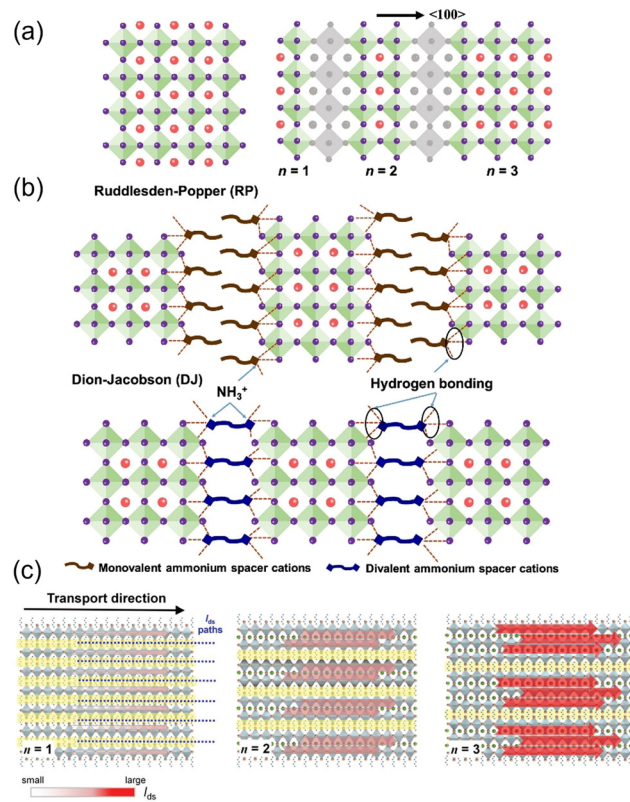 (a)
<100>
n = 1
n = 2
n = 3
(b)
Ruddlesden-Popper (RP)
Dion-Jacobson (DJ)
NH₃⁺
Hydrogen bonding
Monovalent ammonium spacer cations
Divalent ammonium spacer cations
(c)
Transport direction
Ids
paths
n = 1
n = 2
n = 3
small
large
Ids